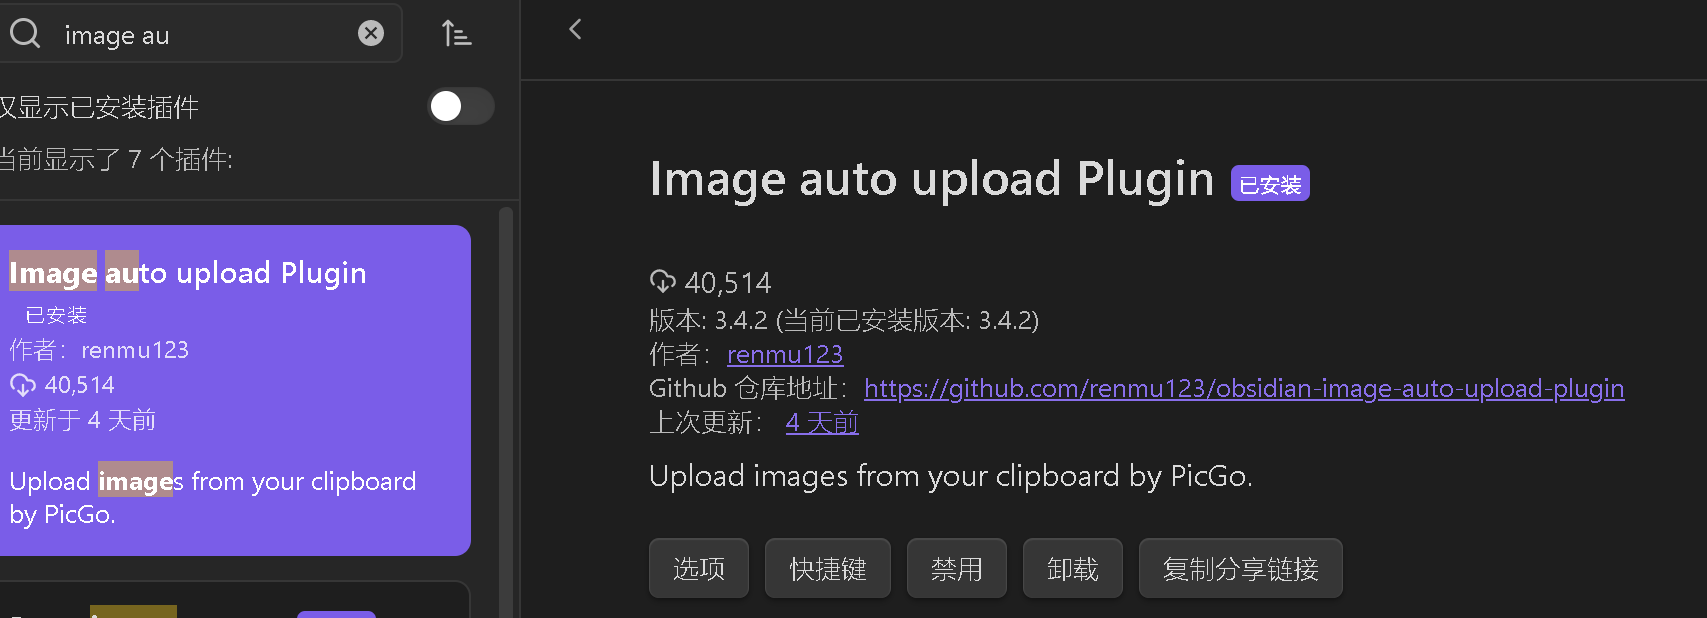 image au
仅显示已安装插件
当前显示了 7 个插件:
Image auto upload Plugin
已安装
作者：renmu123
40,514
更新于 4 天前
Upload images from your clipboard
by PicGo.
Image auto upload Plugin 已安装
40,514
版本: 3.4.2 (当前已安装版本: 3.4.2)
作者：renmu123
Github 仓库地址：https://github.com/renmu123/obsidian-image-auto-upload-plugin
上次更新：4 天前
Upload images from your clipboard by PicGo.
选项 快捷键 禁用 卸载 复制分享链接